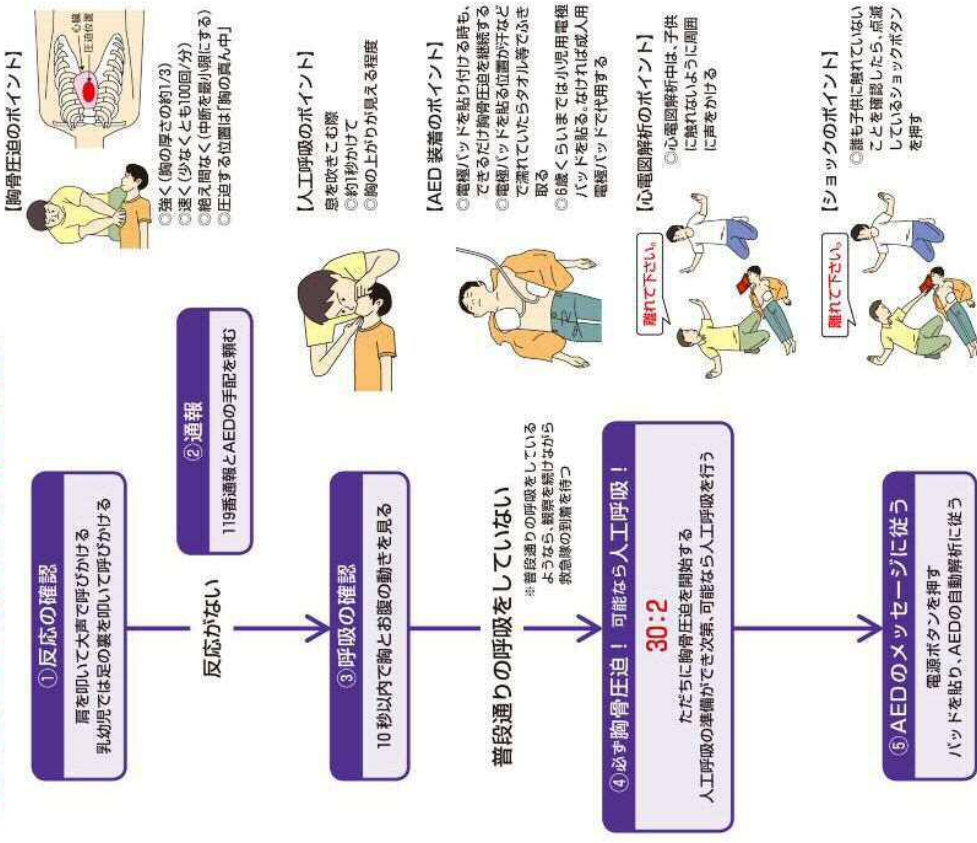 ①反応の確認
肩を叩いて大声で呼びかける
乳幼児では足の裏を叩いて呼びかける
反応がない
②通報
119番通報とAEDの手配を頼む
③呼吸の確認
10秒以内で胸とお腹の動きを見る
普段通りの呼吸をしていない
※普段通りの呼吸をしている
ようなら、観察を続けながら
救急隊の到着を待つ
④必ず胸骨圧迫！ 可能なら人工呼吸！
30:2
ただちに胸骨圧迫を開始する
人工呼吸の準備ができ次第、可能なら人工呼吸を行う
⑤AEDのメッセージに従う
電源ボタンを押す
パッドを貼り、AEDの自動解析に従う
【胸骨圧迫のポイント】
心臓
圧迫位置
◎強く(胸の厚さの約1/3)
◎速く(少なくとも100回/分)
◎絶え間なく(中断を最小限にする)
◎圧迫する位置は「胸の真ん中」
【人工呼吸のポイント】
息を吹きこむ際
◎約1秒かけて
◎胸の上がりが見える程度
【AED 装着のポイント】
◎電極パッドを貼り付ける時も、
できるだけ胸骨圧迫を継続する
◎電極パッドを貼る位置が汗など
で濡れていたらタオル等でふき
取る
◎6歳くらいまでは小児用電極
パッドを貼る。なければ成人用
電極パッドで代用する
【心電図解析のポイント】
離れて下さい。
◎心電図解析中は、子供
に触れないように周囲
に声をかける
【ショックのポイント】
離れて下さい。
◎誰も子供に触れていない
ことを確認したら、点滅
しているショックボタン
を押す